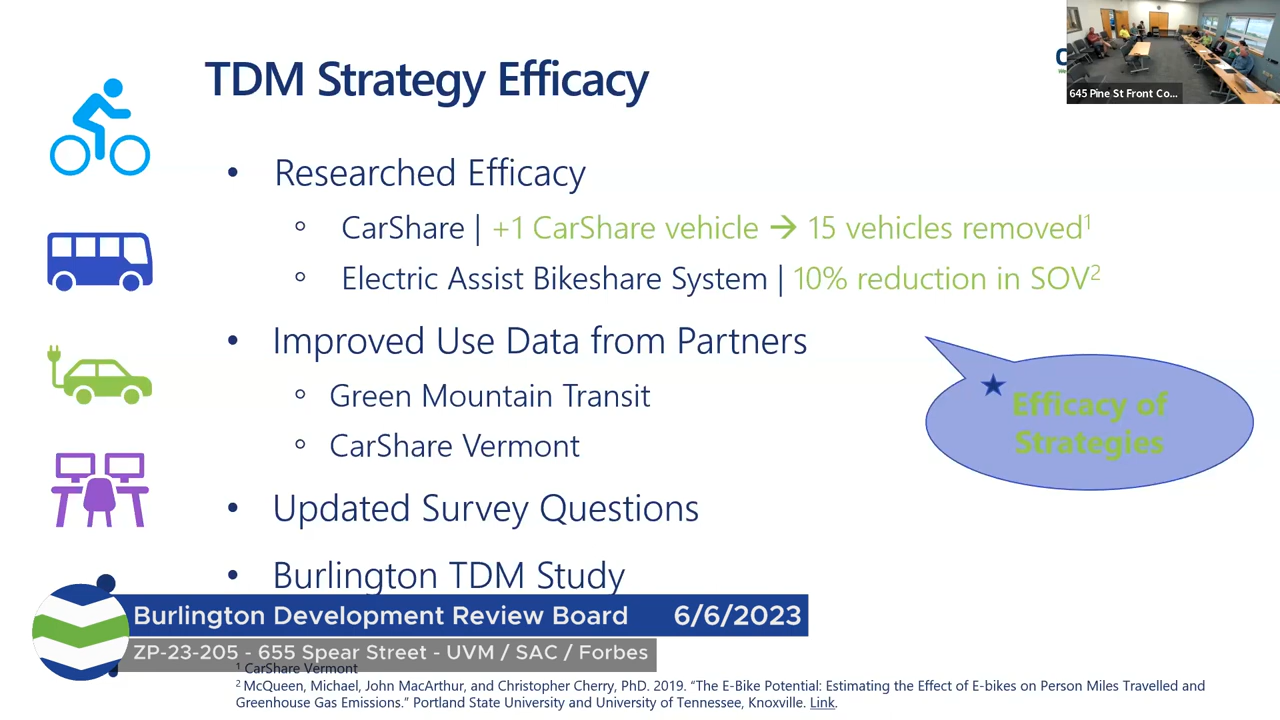 TDM Strategy Efficacy
645 Pine St Front Co...
• Researched Efficacy
° CarShare | +1 CarShare vehicle → 15 vehicles removed1
° Electric Assist Bikeshare System | 10% reduction in SOV2
• Improved Use Data from Partners
° Green Mountain Transit
° CarShare Vermont
Efficacy of
Strategies
• Updated Survey Questions
• Burlington TDM Study
Burlington Development Review Board 6/6/2023
ZP-23-205 - 655 Spear Street - UVM / SAC / Forbes
1 CarShare Vermont
2 McQueen, Michael, John MacArthur, and Christopher Cherry, PhD. 2019. “The E-Bike Potential: Estimating the Effect of E-bikes on Person Miles Travelled and
Greenhouse Gas Emissions.” Portland State University and University of Tennessee, Knoxville. Link.